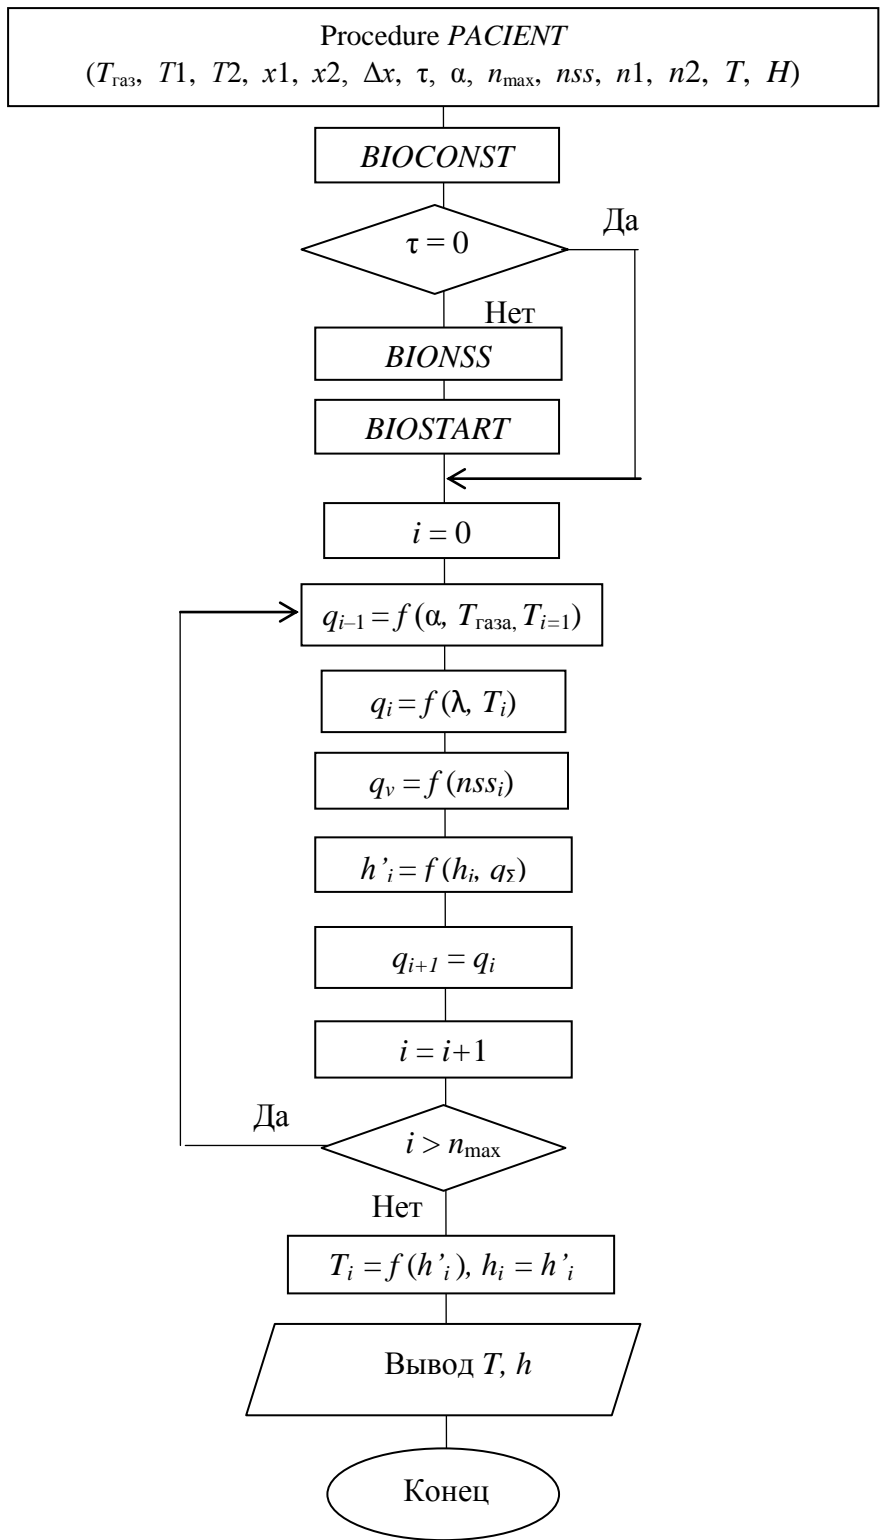 Procedure PACIENT
(Tгаз, T1, T2, x1, x2, Δx, τ, α, nmax, nss, n1, n2, T, H)
BIOCONST
τ = 0
Да
Нет
BIONSS
BIOSTART
i = 0
qi–1 = f (α, Tгаза, Ti=1)
qi = f (λ, Ti)
qv = f (nssi)
h’i = f (hi, qΣ)
qi+1 = qi
i = i+1
Да
i > nmax
Нет
Ti = f (h’i), hi = h’i
Вывод T, h
Конец